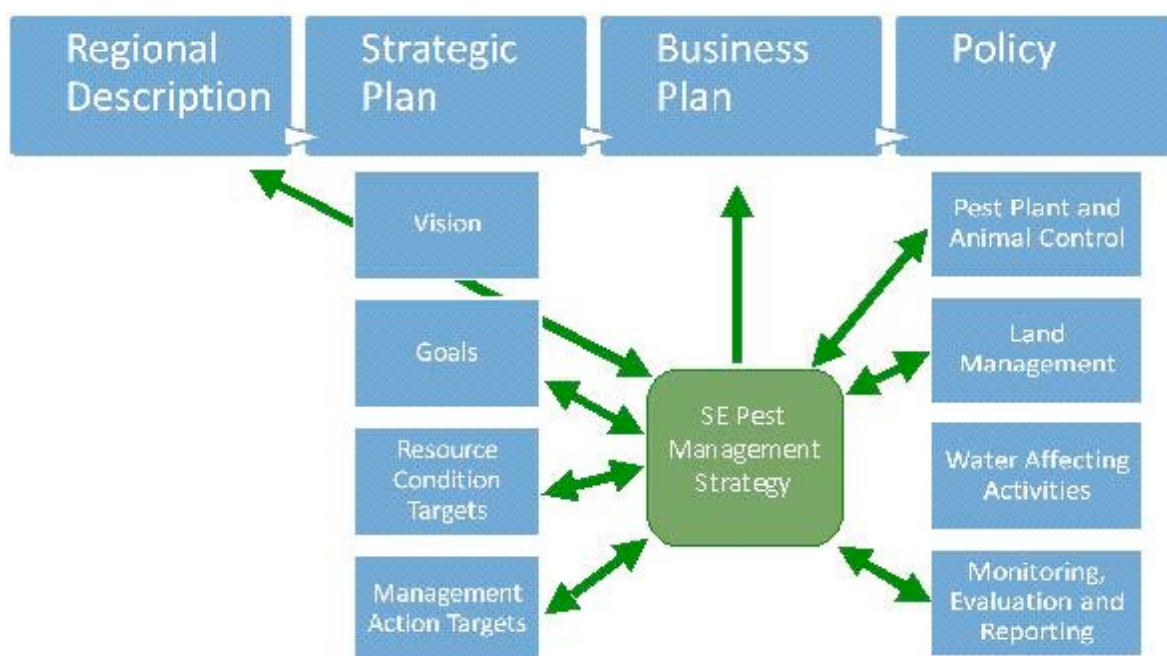 Regional
Description
Strategic
Plan
Business
Plan
Policy
Vision
Goals
Resource
Condition
Targets
Management
Action Targets
SE Pest
Management
Strategy
Pest Plant and
Animal Control
Land
Management
Water Affecting
Activities
Monitoring,
Evaluation and
Reporting